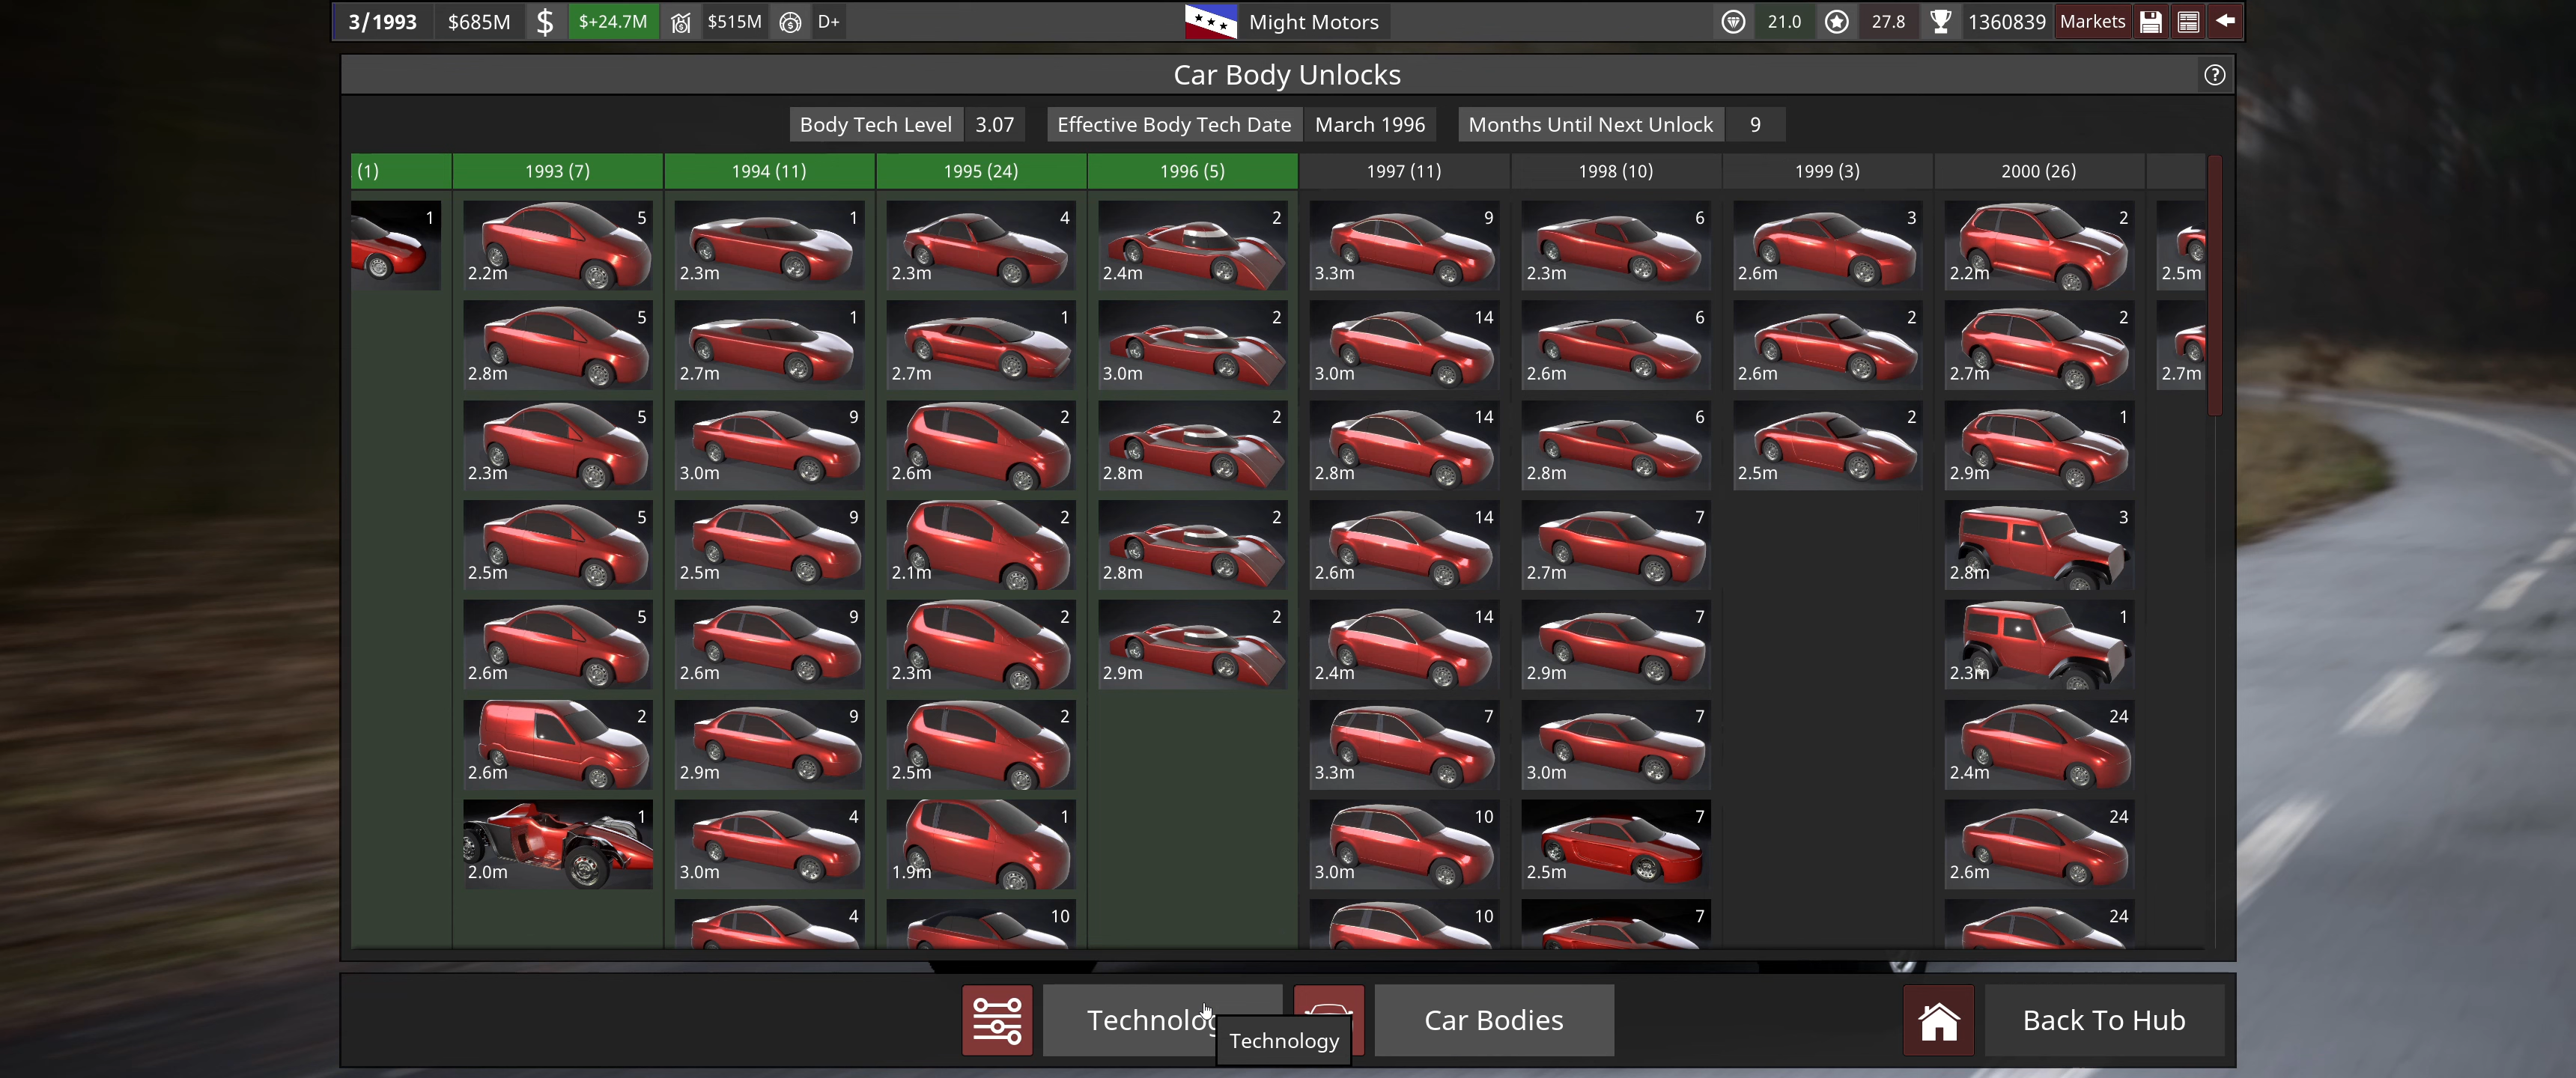 3/1993 $685M $ $+24.7M $515M D+ Might Motors 21.0 27.8 1360839 Markets
Car Body Unlocks ?
Body Tech Level 3.07 Effective Body Tech Date March 1996 Months Until Next Unlock 9
(1) 1993 (7) 1994 (11) 1995 (24) 1996 (5) 1997 (11) 1998 (10) 1999 (3) 2000 (26)
1 5 1 4 2 9 6 3 2
2.2m 2.3m 2.3m 2.4m 3.3m 2.3m 2.6m 2.2m 2.5m
5 1 1 2 14 6 2 2
2.8m 2.7m 2.7m 3.0m 3.0m 2.6m 2.6m 2.7m 2.7m
5 9 2 2 14 6 2 1
2.3m 3.0m 2.6m 2.8m 2.8m 2.8m 2.5m 2.9m
5 9 2 2 14 7 3
2.5m 2.5m 2.1m 2.8m 2.6m 2.7m 2.8m
5 9 2 2 14 7 1
2.6m 2.6m 2.3m 2.9m 2.4m 2.9m 2.3m
2 9 2 7 7 24
2.6m 2.9m 2.5m 3.3m 3.0m 2.4m
1 4 1 10 7 24
2.0m 3.0m 1.9m 3.0m 2.5m 2.6m
4 10 10 7 24
Technolog Car Bodies Back To Hub
Technology